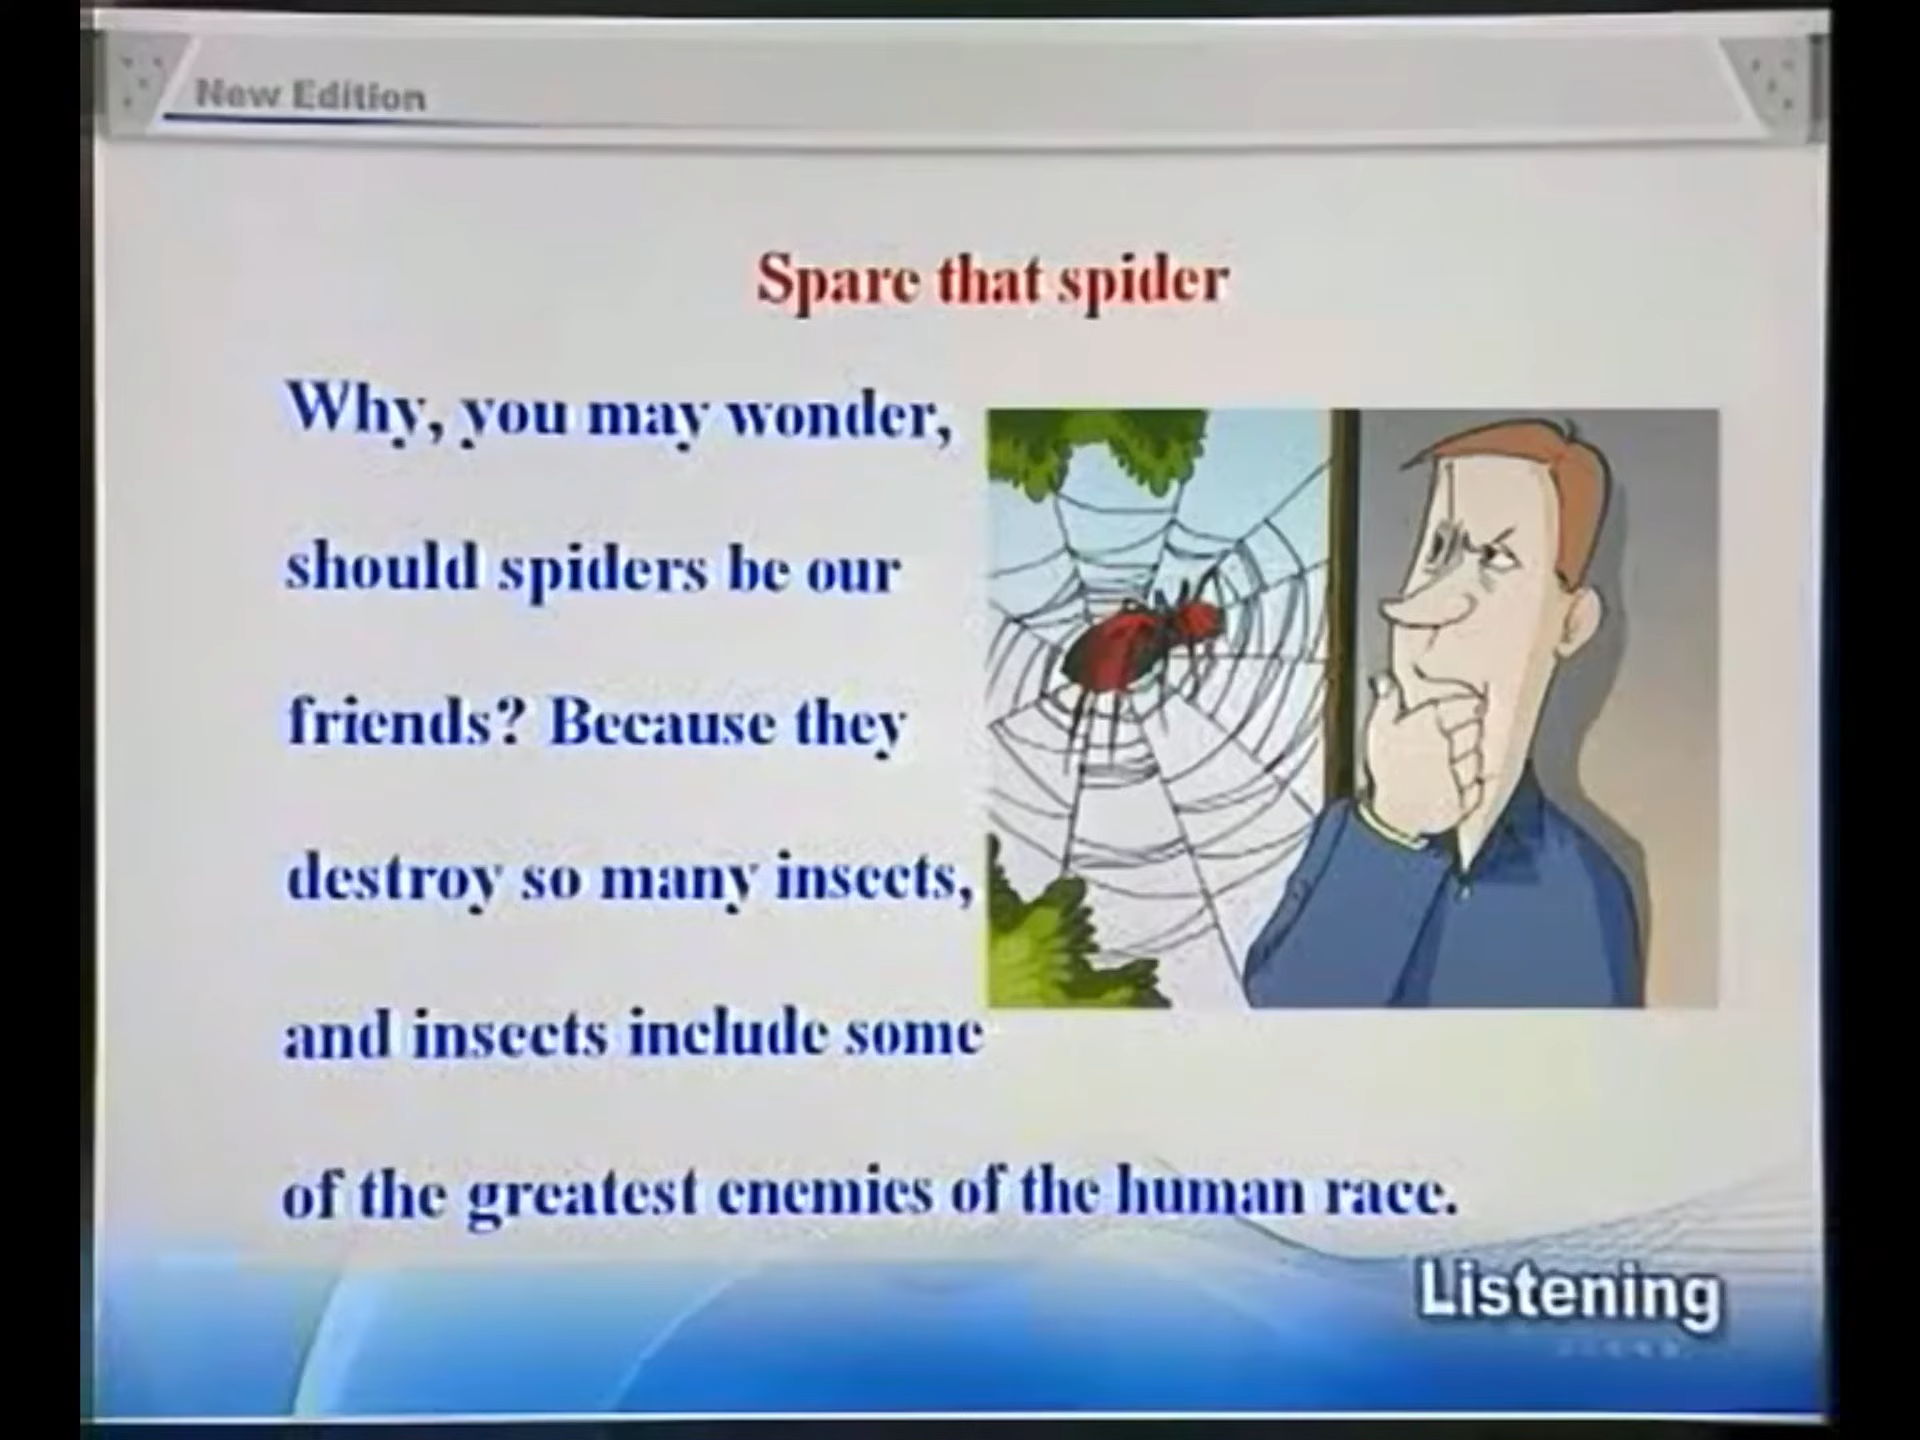 New Edition
Spare that spider
Why, you may wonder,
should spiders be our
friends? Because they
destroy so many insects,
and insects include some
of the greatest enemies of the human race.
Listening